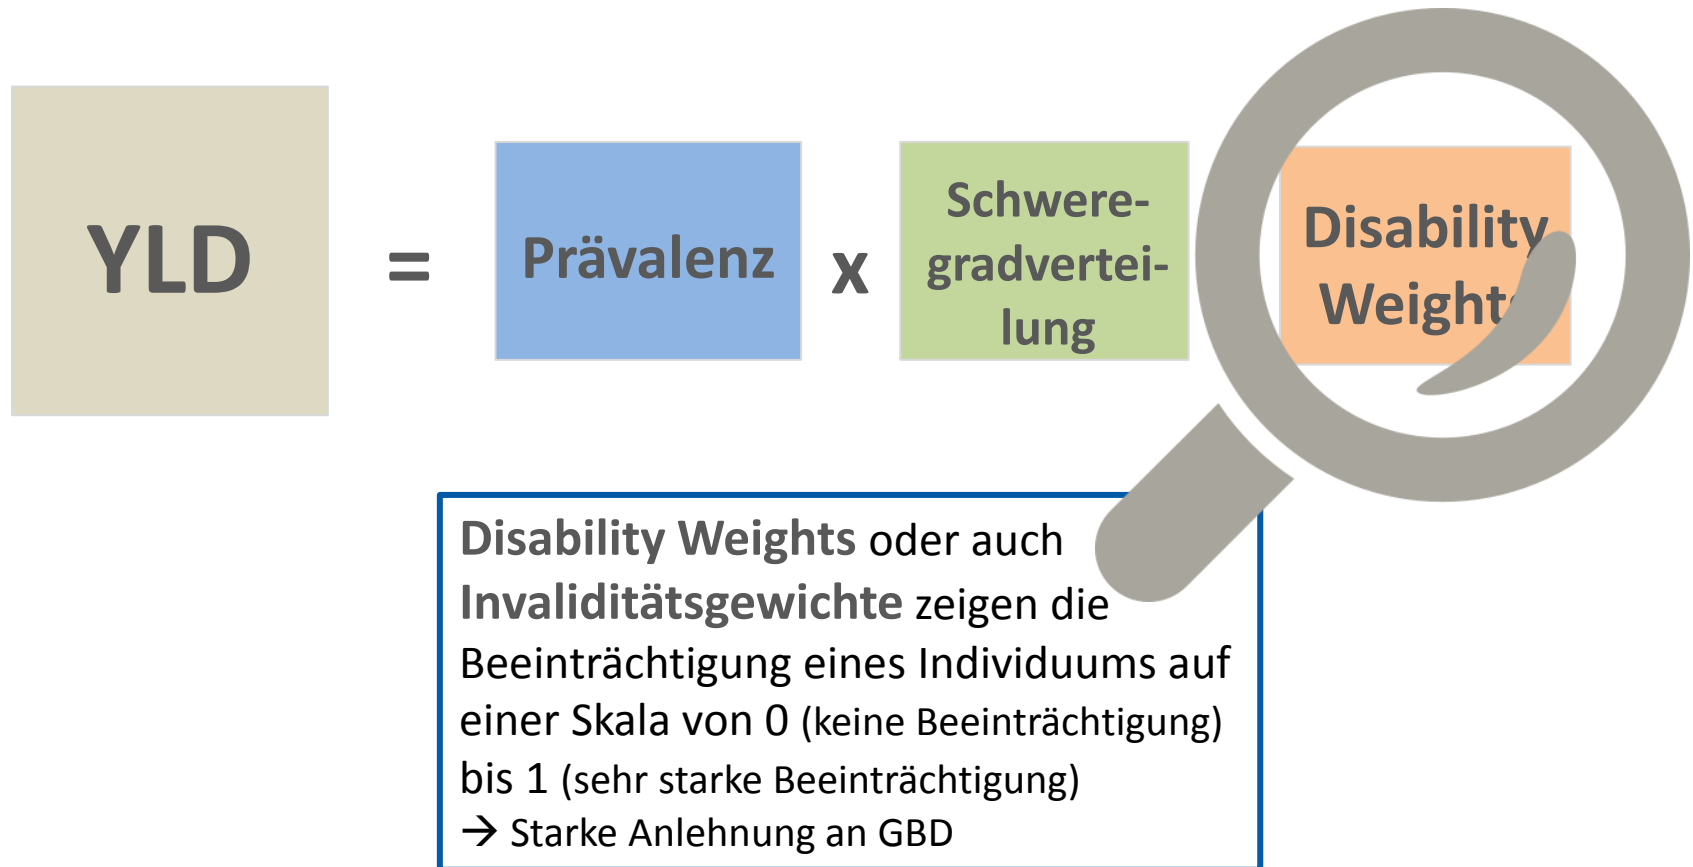 YLD
=
Prävalenz
x
Schwere-
gradvertei-
lung
Disability
Weights
Disability Weights oder auch
Invaliditätsgewichte zeigen die
Beeinträchtigung eines Individuums auf
einer Skala von 0 (keine Beeinträchtigung)
bis 1 (sehr starke Beeinträchtigung)
→ Starke Anlehnung an GBD